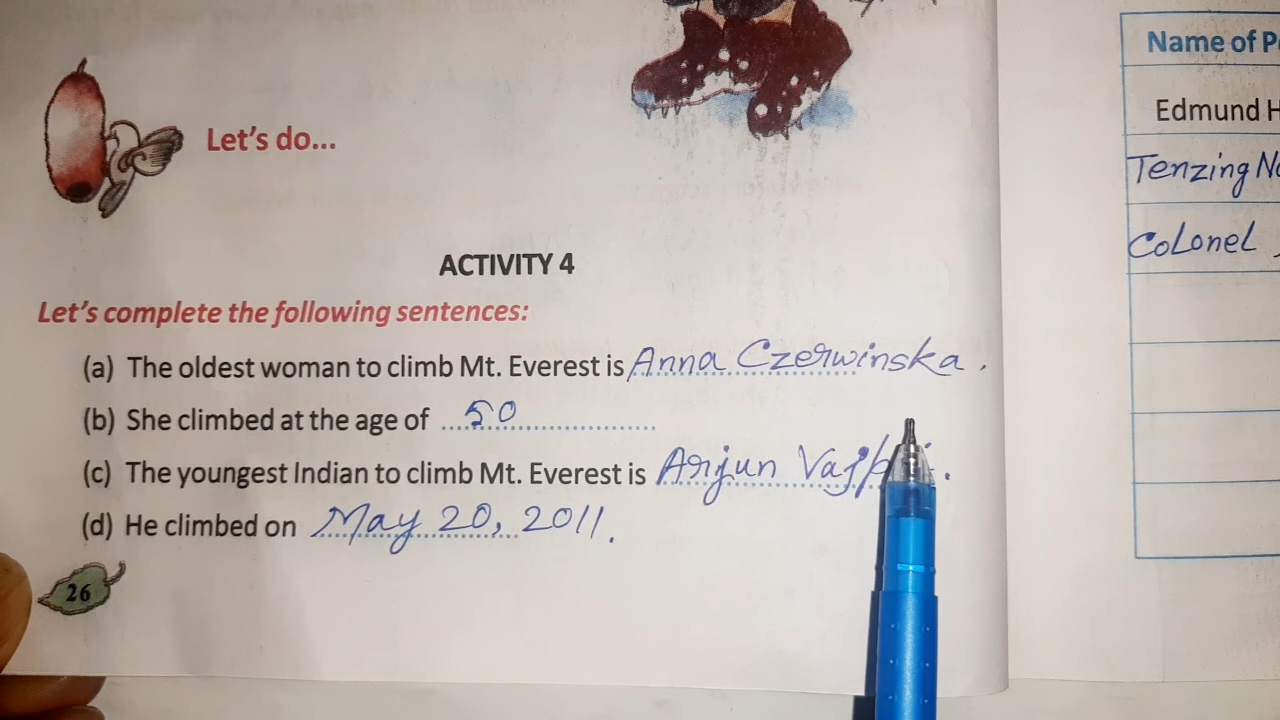 Let's do...
ACTIVITY 4
Let's complete the following sentences:
(a) The oldest woman to climb Mt. Everest is Anna Czerwinska.
(b) She climbed at the age of 50
(c) The youngest Indian to climb Mt. Everest is Arjun
(d) He climbed on May 20, 2011.
26
Name of
Edmund
Tenzing
Colonel